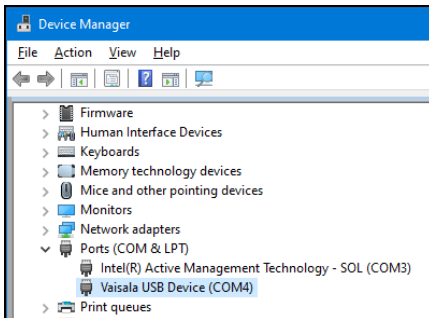 Device Manager
File Action View Help
Firmware
Human Interface Devices
Keyboards
Memory technology devices
Mice and other pointing devices
Monitors
Network adapters
Ports (COM & LPT)
Intel(R) Active Management Technology - SOL (COM3)
Vaisala USB Device (COM4)
Print queues